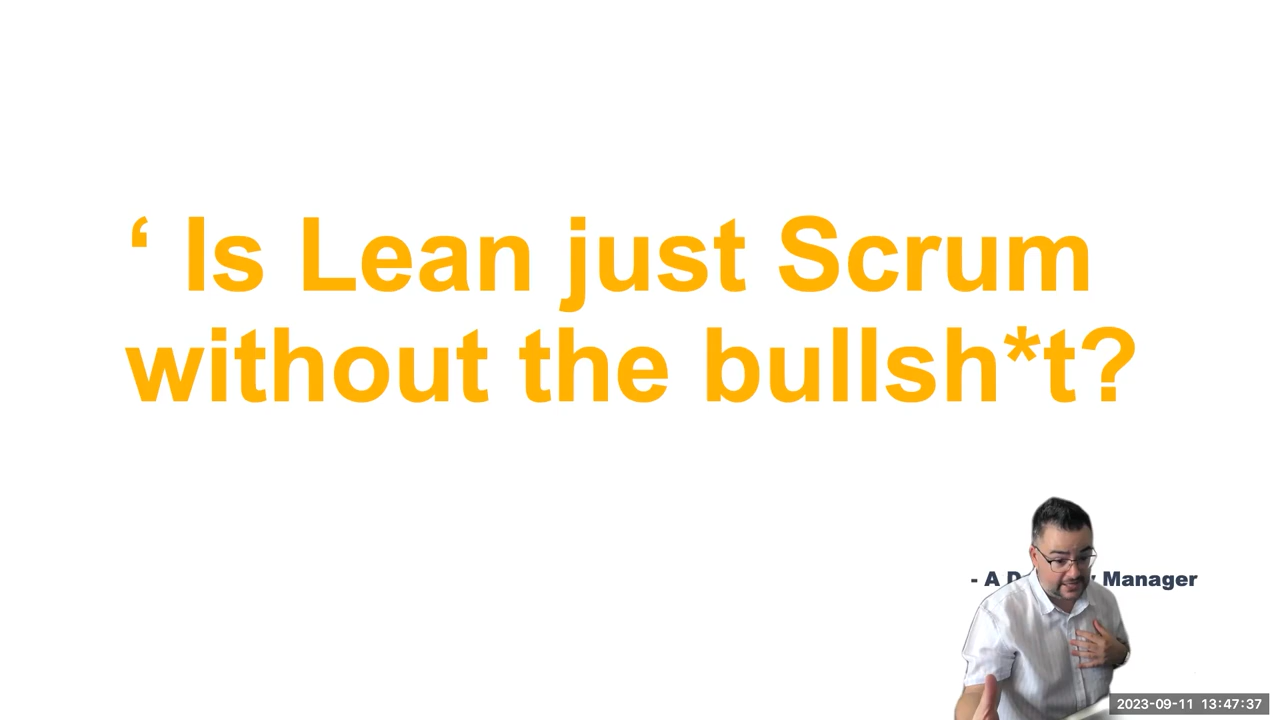 ‘ Is Lean just Scrum
without the bullsh*t?
- A Manager
2023-09-11 13:47:37